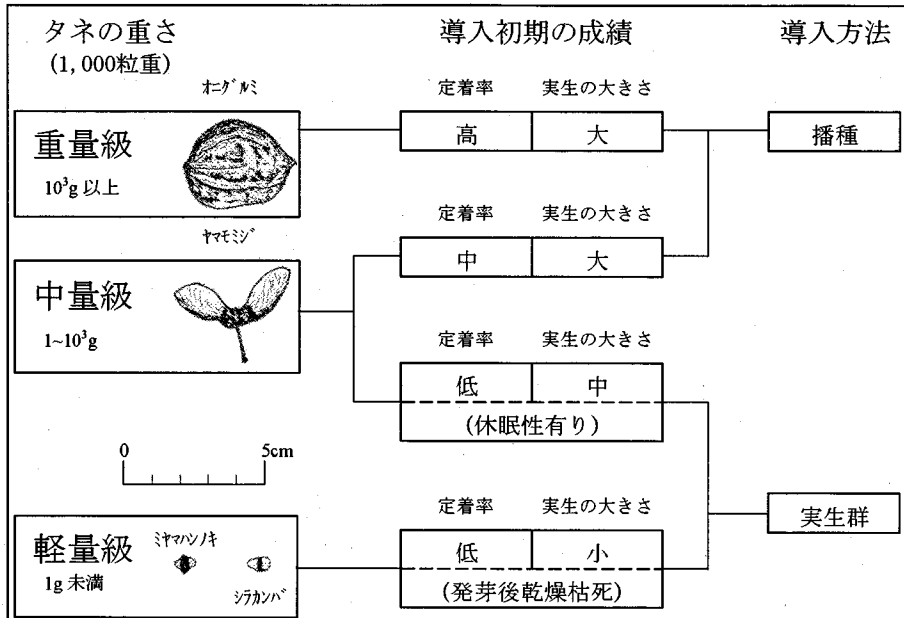 タネの重さ
(1,000粒重)
導入初期の成績
導入方法
オニグルミ
重量級
10³g 以上
定着率 実生の大きさ
高 大
播種
ヤマモミジ
中量級
1~10³g
定着率 実生の大きさ
中 大
定着率 実生の大きさ
低 中
(休眠性有り)
0 5cm
軽量級
1g 未満
ミヤマハンノキ
シラカンバ
定着率 実生の大きさ
低 小
(発芽後乾燥枯死)
実生群